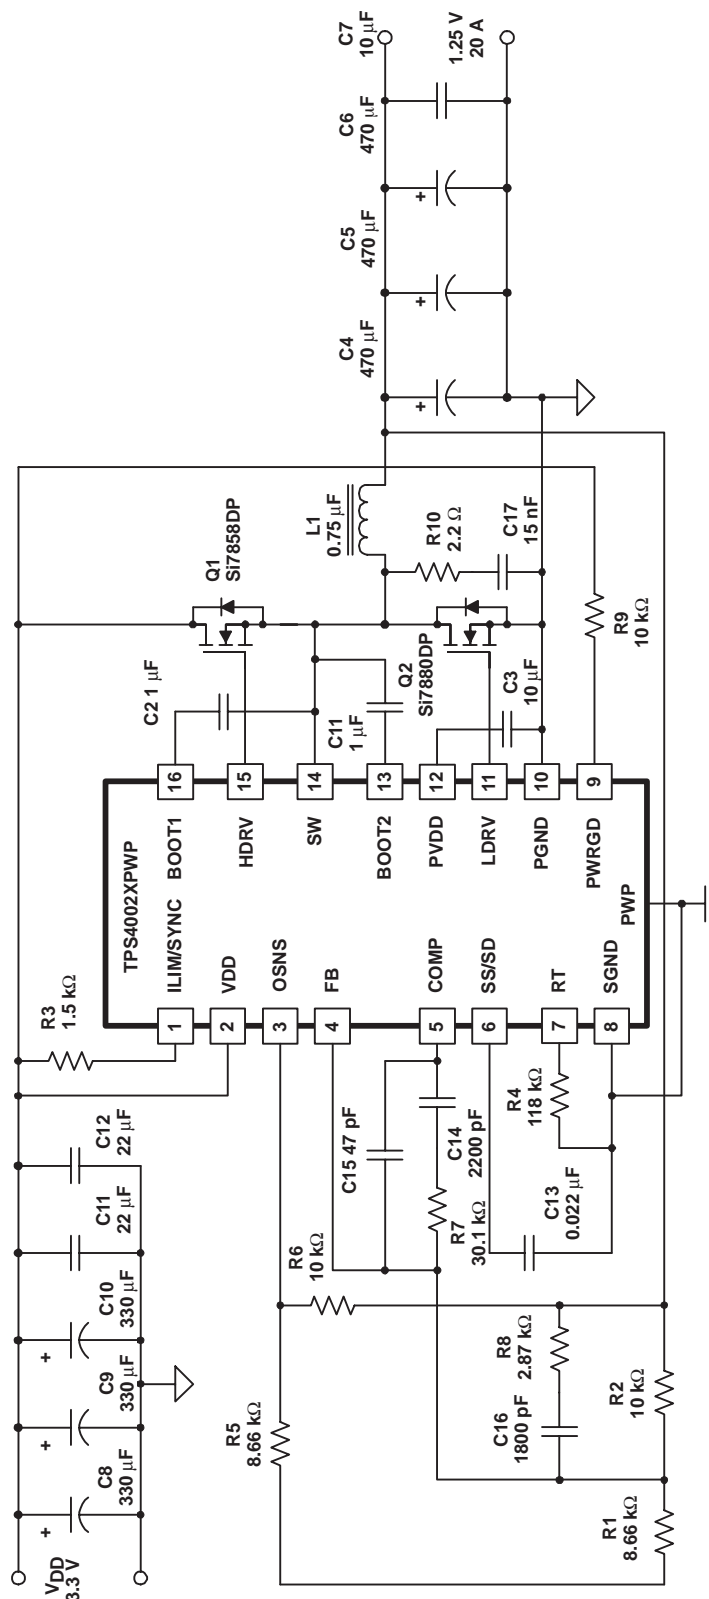 VDD
3.3 V
+
C8
330 µF
+
C9
330 µF
+
C10
330 µF
C11
22 µF
C12
22 µF
R3
1.5 kΩ
TPS4002XPWP
1
ILIM/SYNC
BOOT1
16
2
VDD
HDRV
15
3
OSNS
SW
14
4
FB
BOOT2
13
PVDD
12
5
COMP
LDRV
11
6
SS/SD
PGND
10
7
RT
PWRGD
9
8
SGND
PWP
C2 1 µF
Q1
Si7858DP
C11
1 µF
L1
0.75 µF
Q2
Si7880DP
R10
2.2 Ω
C3
10 µF
C17
15 nF
R9
10 kΩ
C4
470 µF
+
C5
470 µF
+
C6
470 µF
+
C7
10 µF
1.25 V
20 A
R5
8.66 kΩ
R6
10 kΩ
C15 47 pF
R7
30.1 kΩ
C14
2200 pF
C13
0.022 µF
R4
118 kΩ
C16
1800 pF
R8
2.87 kΩ
R1
8.66 kΩ
R2
10 kΩ